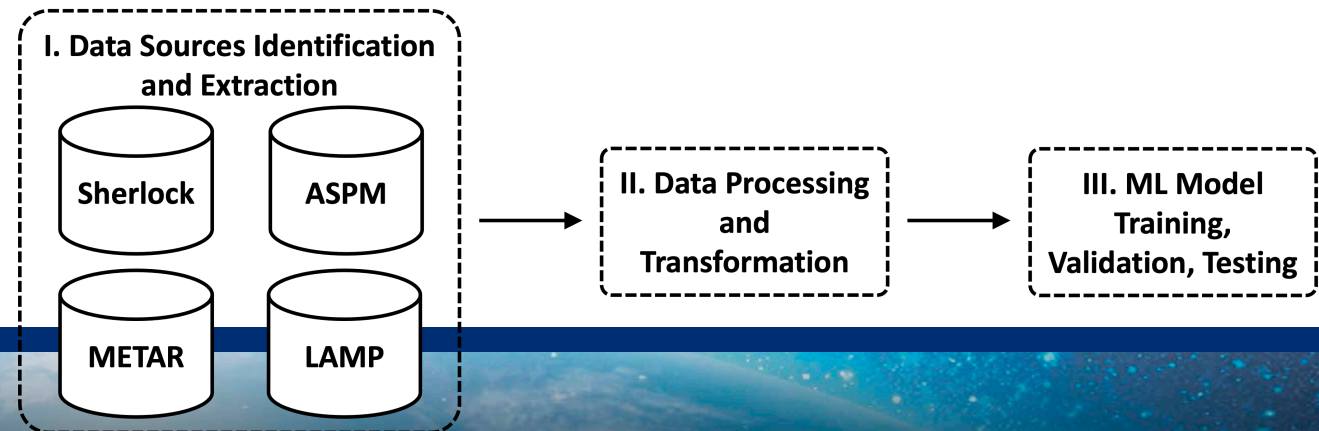 I. Data Sources Identification
and Extraction
Sherlock
ASPM
METAR
LAMP
II. Data Processing
and
Transformation
III. ML Model
Training,
Validation, Testing